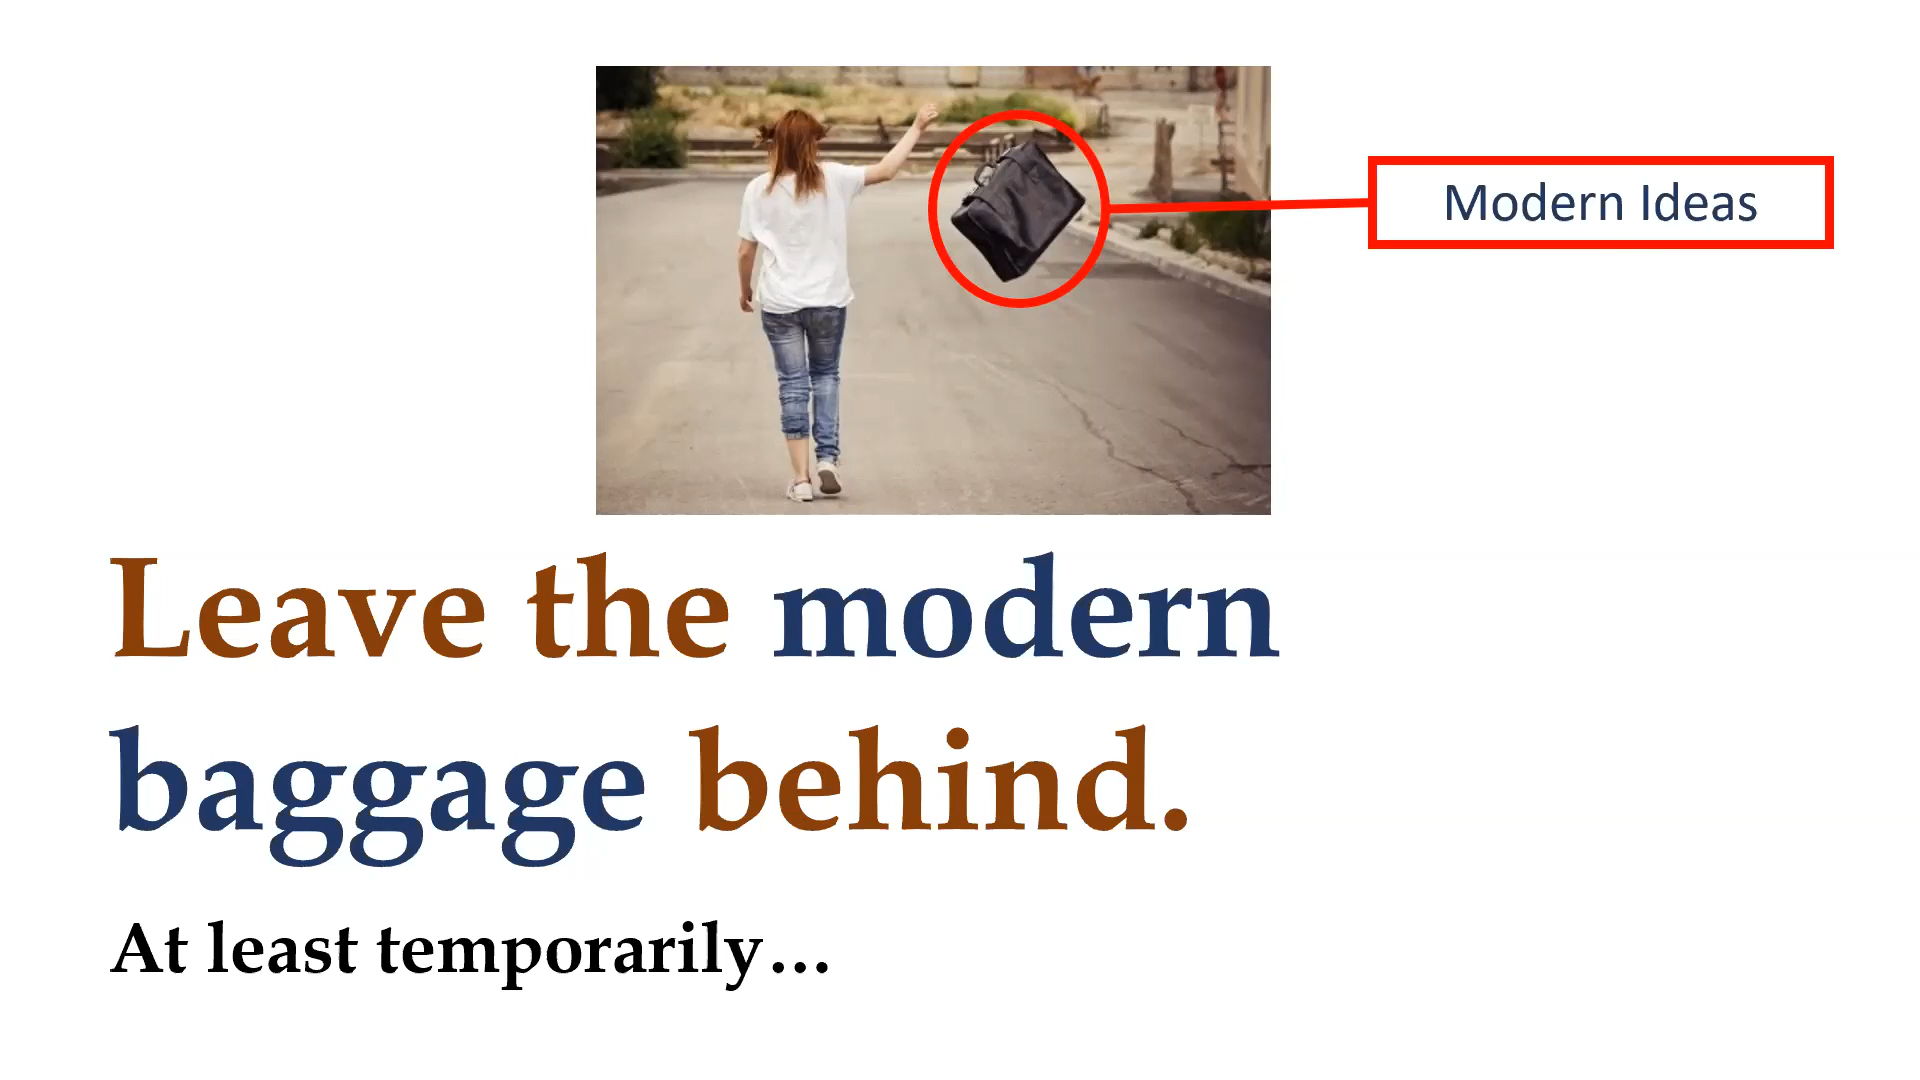 Modern Ideas
Leave the modern
baggage behind.
At least temporarily…